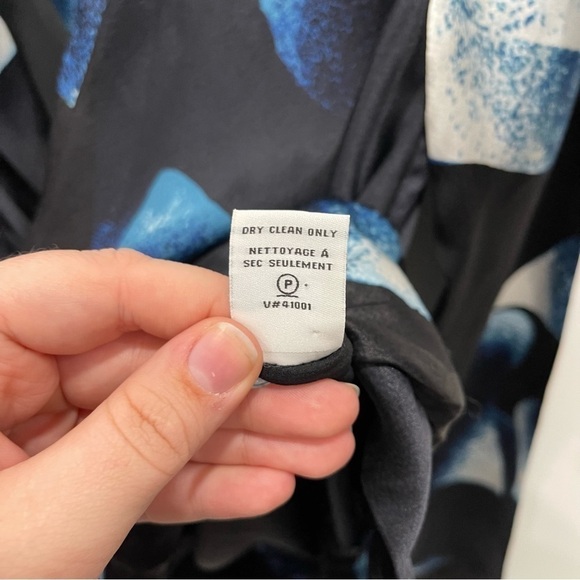 DRY CLEAN ONLY
NETTOYAGE Á
SEC SEULEMENT
P
V#41001